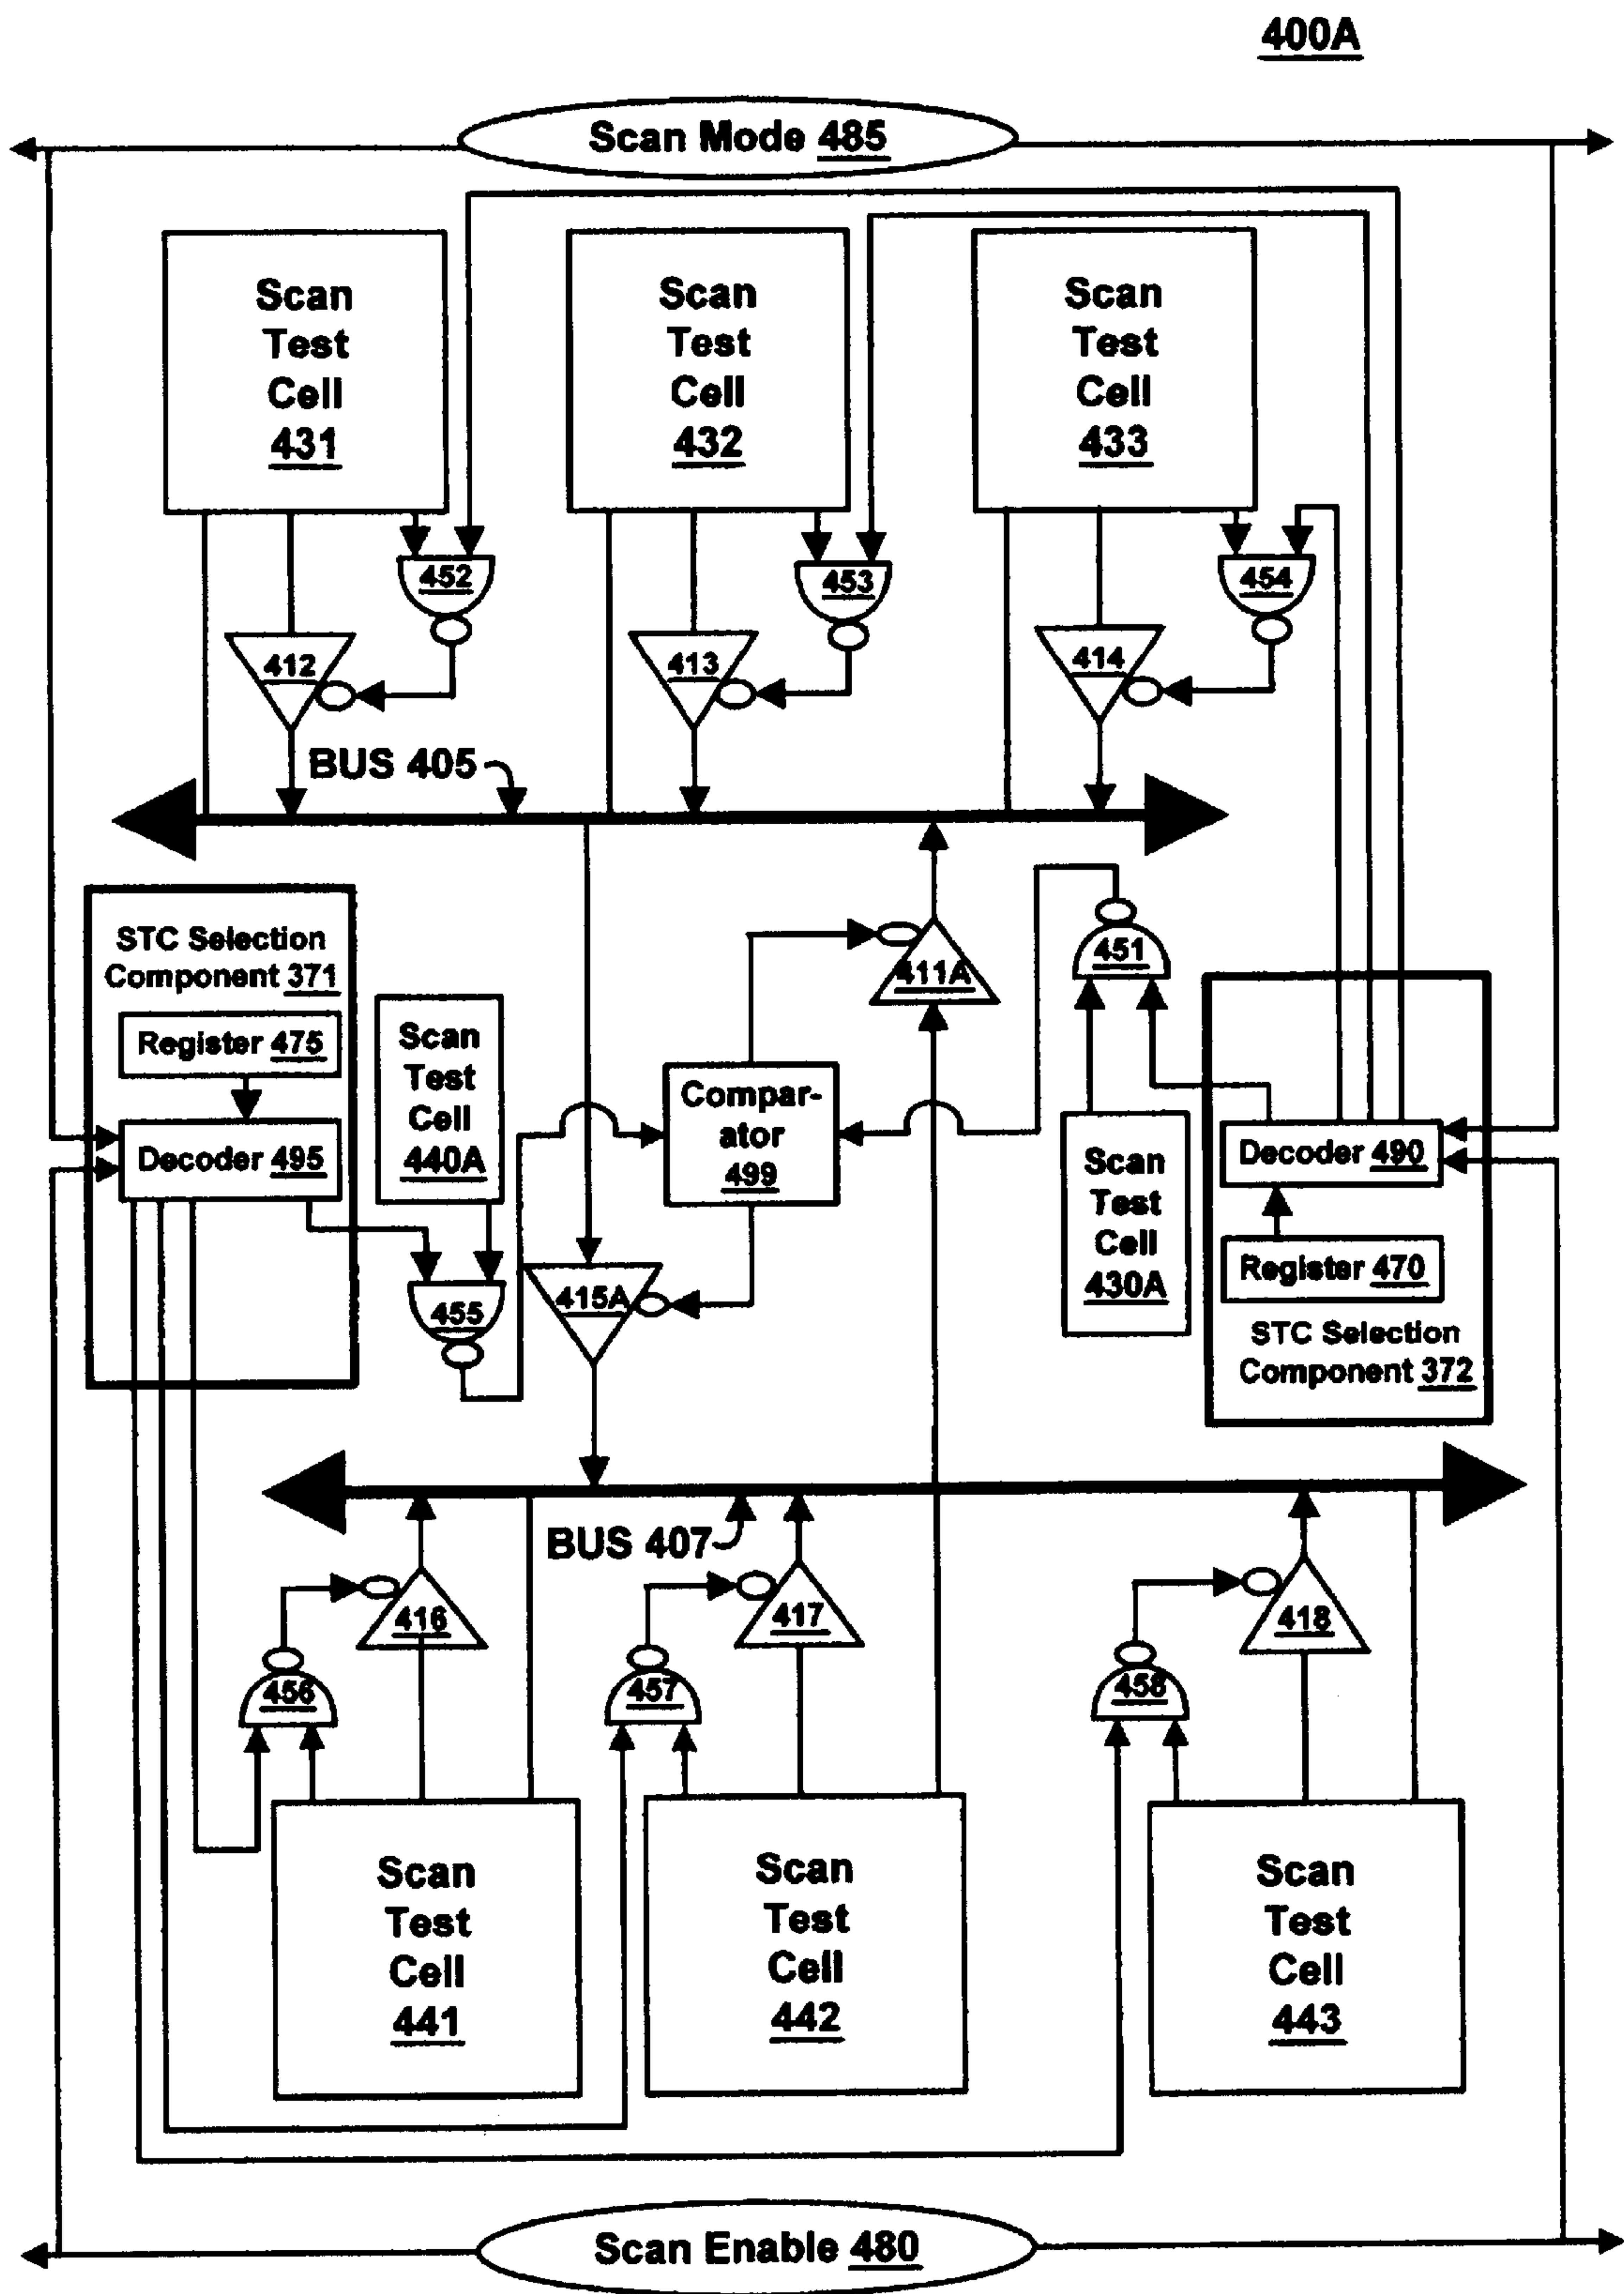 400A
Scan Mode 485
Scan
Test
Cell
431
Scan
Test
Cell
432
Scan
Test
Cell
433
452
453
454
412
413
414
BUS 405
STC Selection
Component 371
Register 475
Decoder 495
Scan
Test
Cell
440A
455
411A
451
Compar-
ator
499
415A
Scan
Test
Cell
430A
Decoder 490
Register 470
STC Selection
Component 372
BUS 407
416
417
418
456
457
458
Scan
Test
Cell
441
Scan
Test
Cell
442
Scan
Test
Cell
443
Scan Enable 480